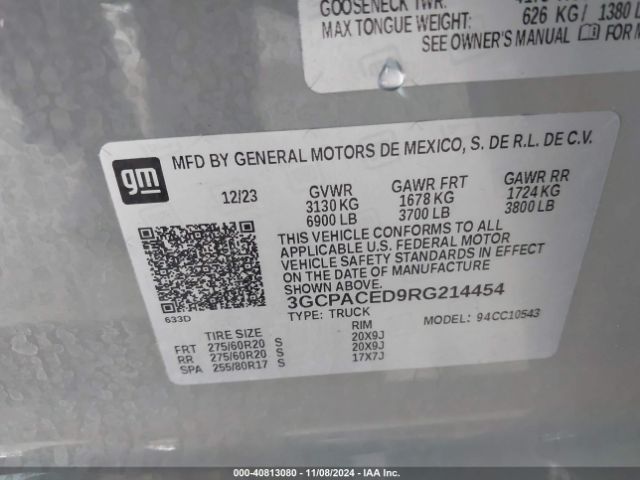 GOOSENECK TWR:
MAX TONGUE WEIGHT: 626 KG / 1380 L
SEE OWNER'S MANUAL FOR M
gm
MFD BY GENERAL MOTORS DE MEXICO, S. DE R.L. DE C.V.
12/23 GVWR GAWR FRT GAWR RR
3130 KG 1678 KG 1724 KG
6900 LB 3700 LB 3800 LB
THIS VEHICLE CONFORMS TO ALL
APPLICABLE U.S. FEDERAL MOTOR
VEHICLE SAFETY STANDARDS IN EFFECT
ON THE DATE OF MANUFACTURE
SHOWN ABOVE.
3GCPACED9RG214454
633D TYPE: TRUCK MODEL: 94CC10543
TIRE SIZE RIM
FRT 275/60R20 S 20X9J
RR 275/60R20 S 20X9J
SPA 255/80R17 S 17X7J
000-40813080 - 11/08/2024 - IAA Inc.